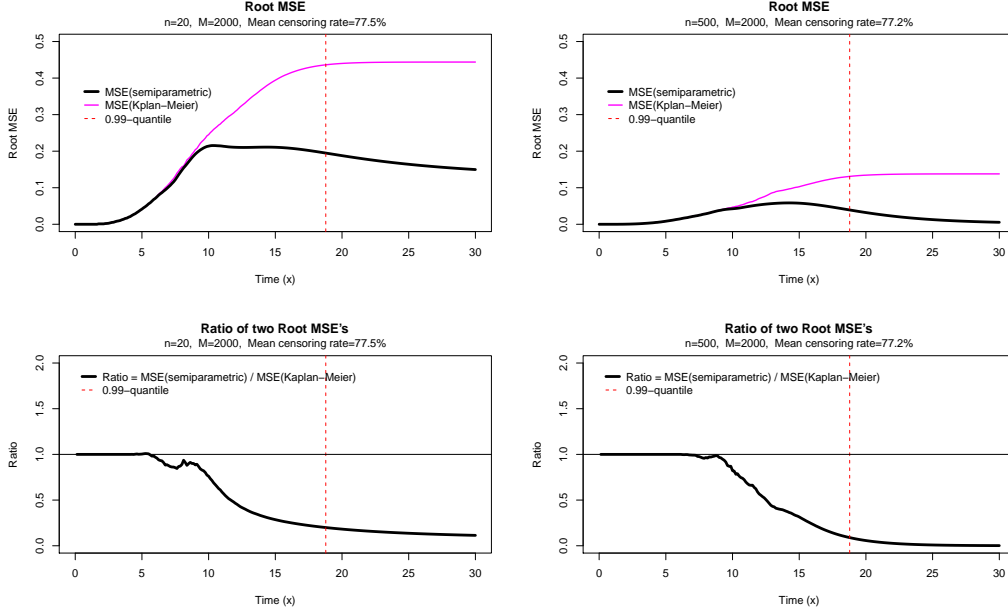 Root MSE
n=20, M=2000, Mean censoring rate=77.5%
0.5
0.4
0.3
0.2
0.1
0.0
Root MSE
MSE(semiparametric)
MSE(Kplan−Meier)
0.99−quantile
0 5 10 15 20 25 30
Time (x)
Root MSE
n=500, M=2000, Mean censoring rate=77.2%
0.5
0.4
0.3
0.2
0.1
0.0
Root MSE
MSE(semiparametric)
MSE(Kplan−Meier)
0.99−quantile
0 5 10 15 20 25 30
Time (x)
Ratio of two Root MSE's
n=20, M=2000, Mean censoring rate=77.5%
2.0
1.5
1.0
0.5
0.0
Ratio
Ratio = MSE(semiparametric) / MSE(Kaplan−Meier)
0.99−quantile
0 5 10 15 20 25 30
Time (x)
Ratio of two Root MSE's
n=500, M=2000, Mean censoring rate=77.2%
2.0
1.5
1.0
0.5
0.0
Ratio
Ratio = MSE(semiparametric) / MSE(Kaplan−Meier)
0.99−quantile
0 5 10 15 20 25 30
Time (x)